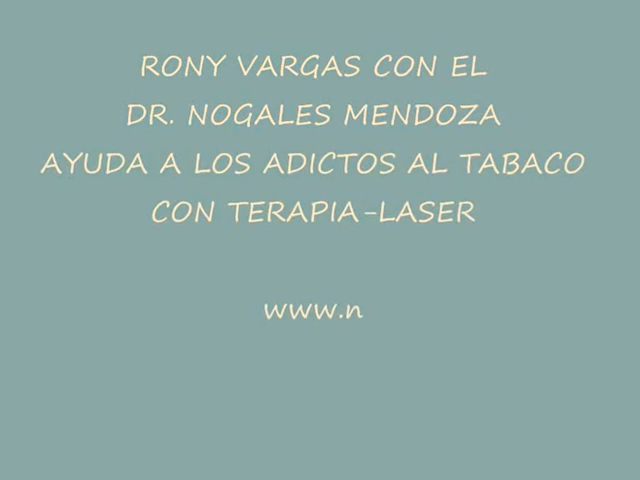 RONY VARGAS CON EL
DR. NOGALES MENDOZA
AYUDA A LOS ADICTOS AL TABACO
CON TERAPIA-LASER
www.n